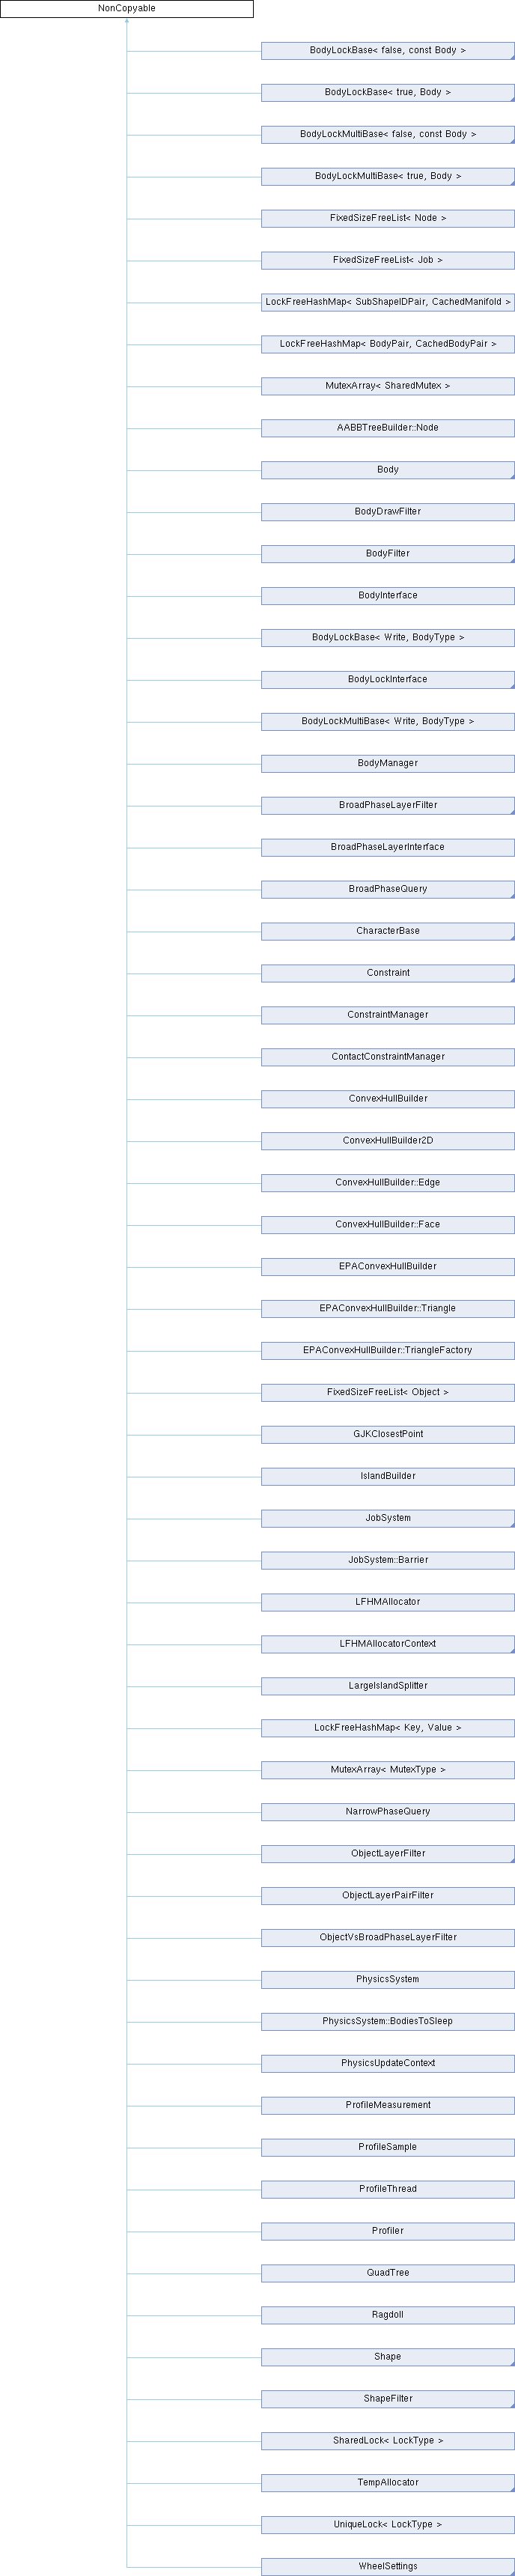 NonCopyable
BodyLockBase< false, const Body >
BodyLockBase< true, Body >
BodyLockMultiBase< false, const Body >
BodyLockMultiBase< true, Body >
FixedSizeFreeList< Node >
FixedSizeFreeList< Job >
LockFreeHashMap< SubShapeIDPair, CachedManifold >
LockFreeHashMap< BodyPair, CachedBodyPair >
MutexArray< SharedMutex >
AABBTreeBuilder::Node
Body
BodyDrawFilter
BodyFilter
BodyInterface
BodyLockBase< Write, BodyType >
BodyLockInterface
BodyLockMultiBase< Write, BodyType >
BodyManager
BroadPhaseLayerFilter
BroadPhaseLayerInterface
BroadPhaseQuery
CharacterBase
Constraint
ConstraintManager
ContactConstraintManager
ConvexHullBuilder
ConvexHullBuilder2D
ConvexHullBuilder::Edge
ConvexHullBuilder::Face
EPAConvexHullBuilder
EPAConvexHullBuilder::Triangle
EPAConvexHullBuilder::TriangleFactory
FixedSizeFreeList< Object >
GJKClosestPoint
IslandBuilder
JobSystem
JobSystem::Barrier
LFHMAllocator
LFHMAllocatorContext
LargeIslandSplitter
LockFreeHashMap< Key, Value >
MutexArray< MutexType >
NarrowPhaseQuery
ObjectLayerFilter
ObjectLayerPairFilter
ObjectVsBroadPhaseLayerFilter
PhysicsSystem
PhysicsSystem::BodiesToSleep
PhysicsUpdateContext
ProfileMeasurement
ProfileSample
ProfileThread
Profiler
QuadTree
Ragdoll
Shape
ShapeFilter
SharedLock< LockType >
TempAllocator
UniqueLock< LockType >
WheelSettings